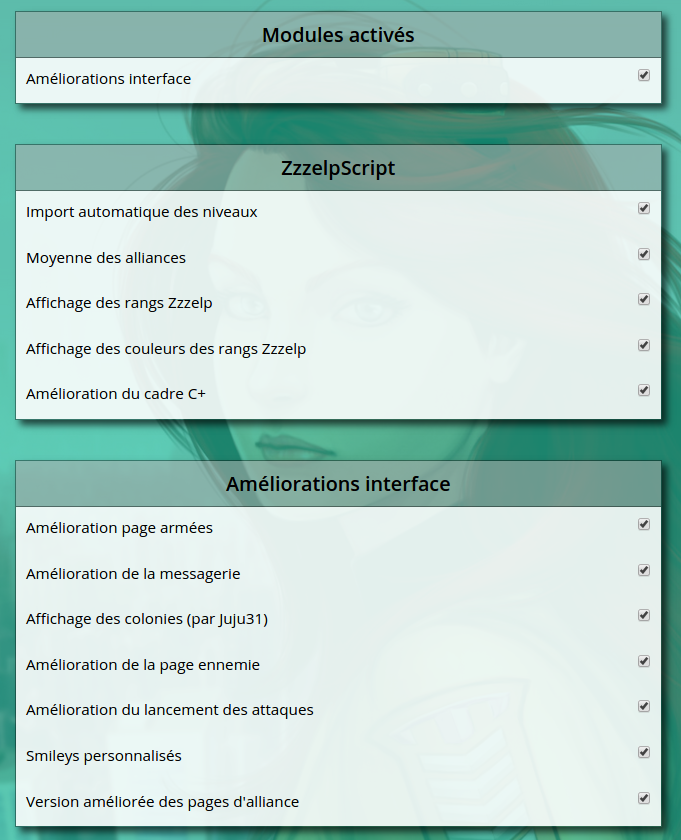 Modules activés
Améliorations interface
ZzzelpScript
Import automatique des niveaux
Moyenne des alliances
Affichage des rangs Zzzelp
Affichage des couleurs des rangs Zzzelp
Amélioration du cadre C+
Améliorations interface
Amélioration page armées
Amélioration de la messagerie
Affichage des colonies (par Juju31)
Amélioration de la page ennemie
Amélioration du lancement des attaques
Smileys personnalisés
Version améliorée des pages d'alliance